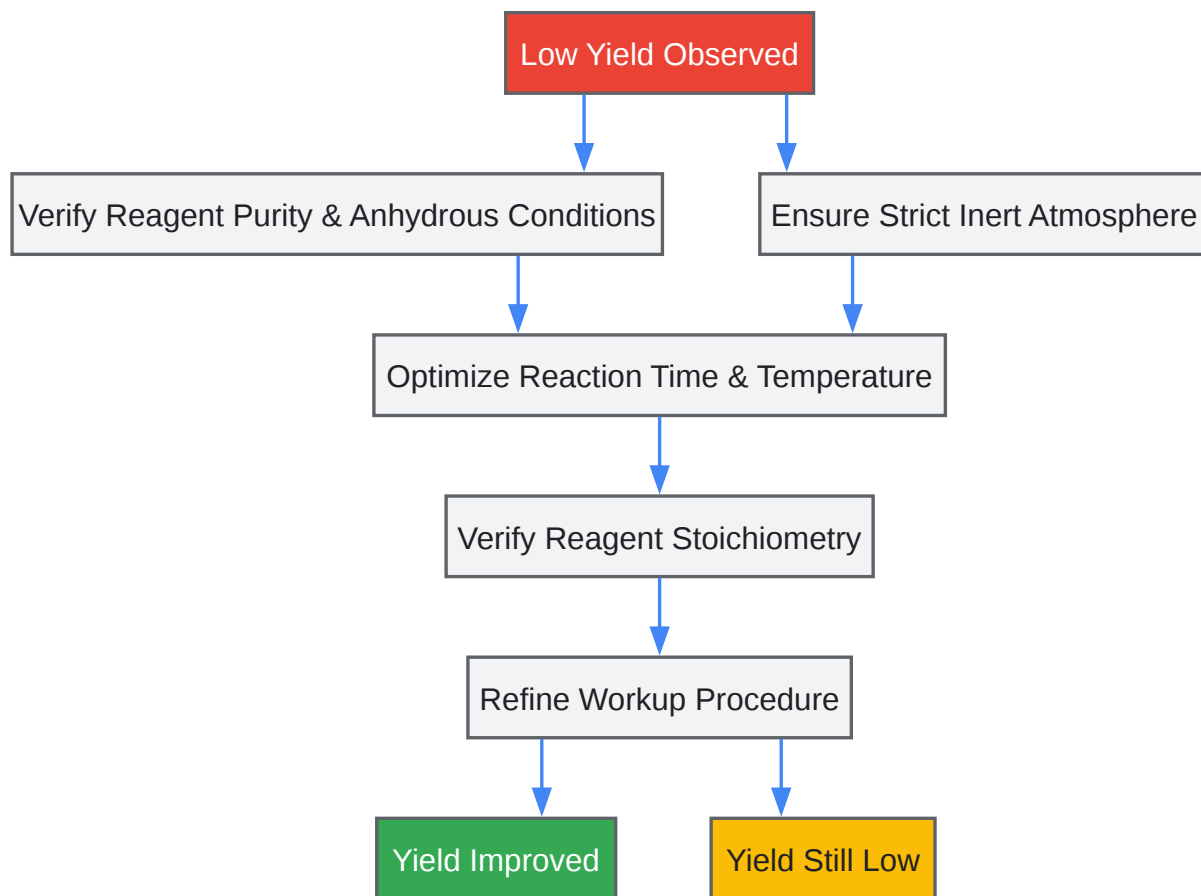 Low Yield Observed
Verify Reagent Purity & Anhydrous Conditions
Ensure Strict Inert Atmosphere
Optimize Reaction Time & Temperature
Verify Reagent Stoichiometry
Refine Workup Procedure
Yield Improved
Yield Still Low